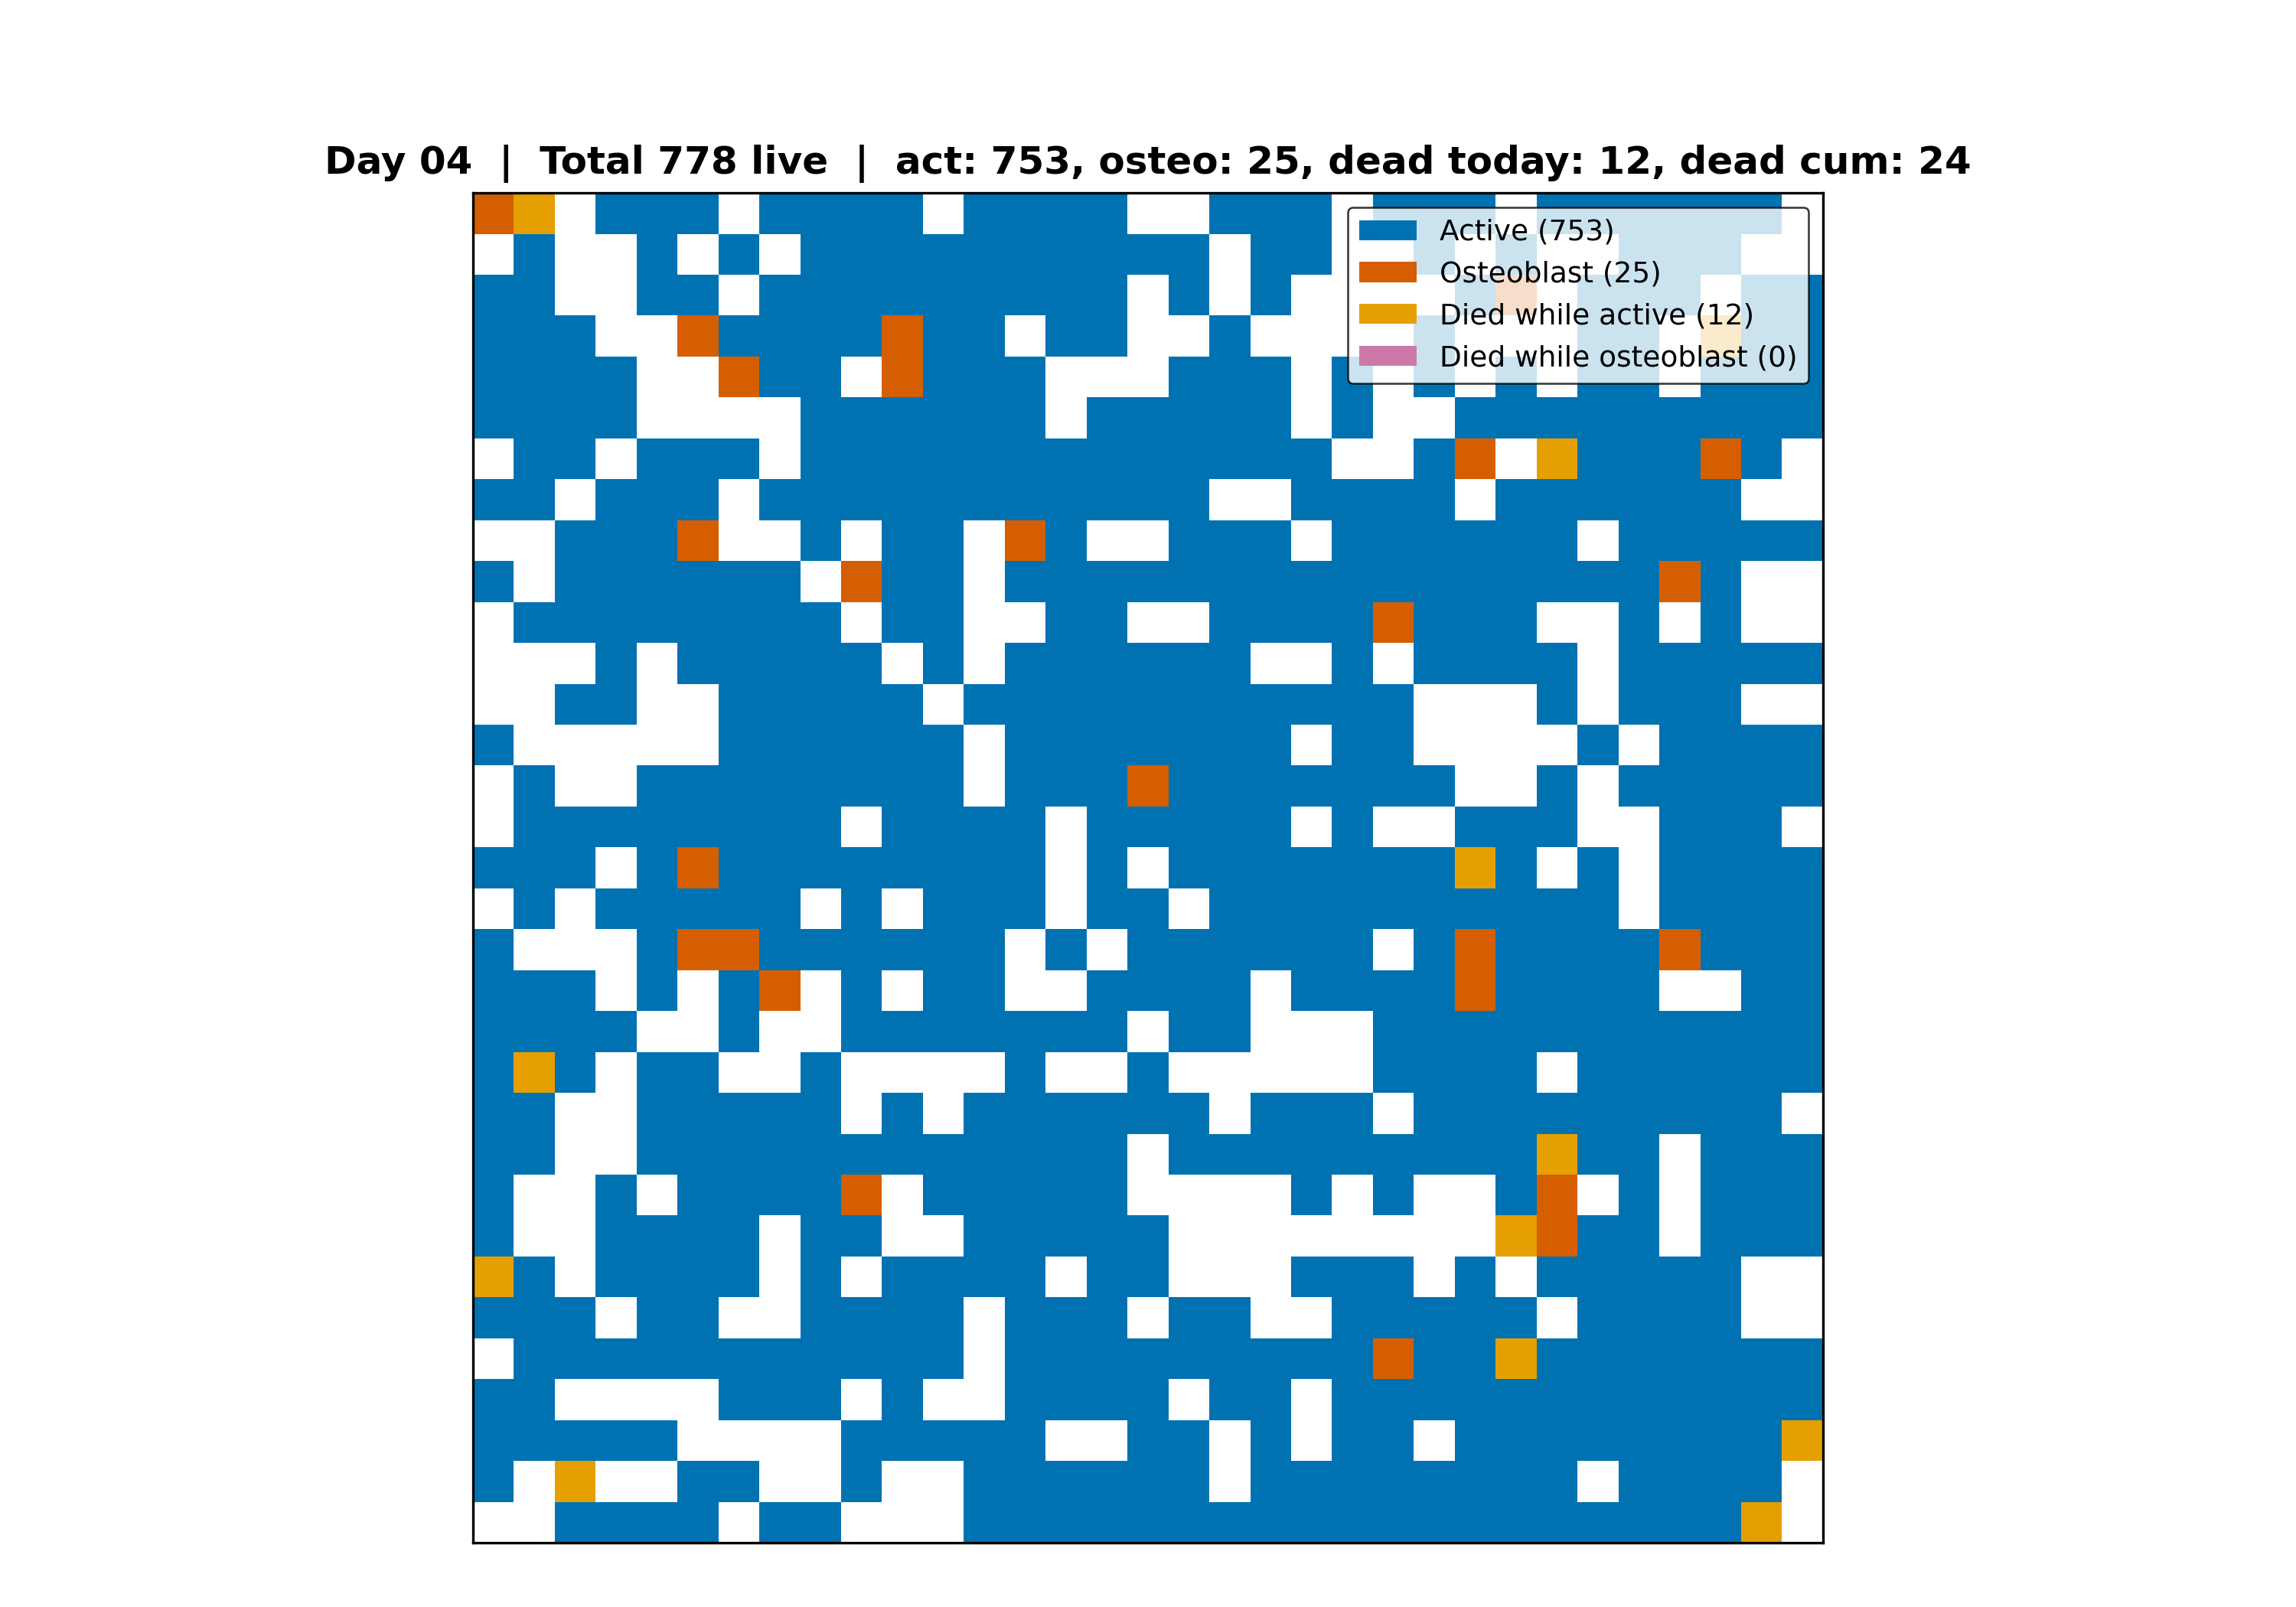 Day 04 | Total 778 live | act: 753, osteo: 25, dead today: 12, dead cum: 24
Active (753)
Osteoblast (25)
Died while active (12)
Died while osteoblast (0)